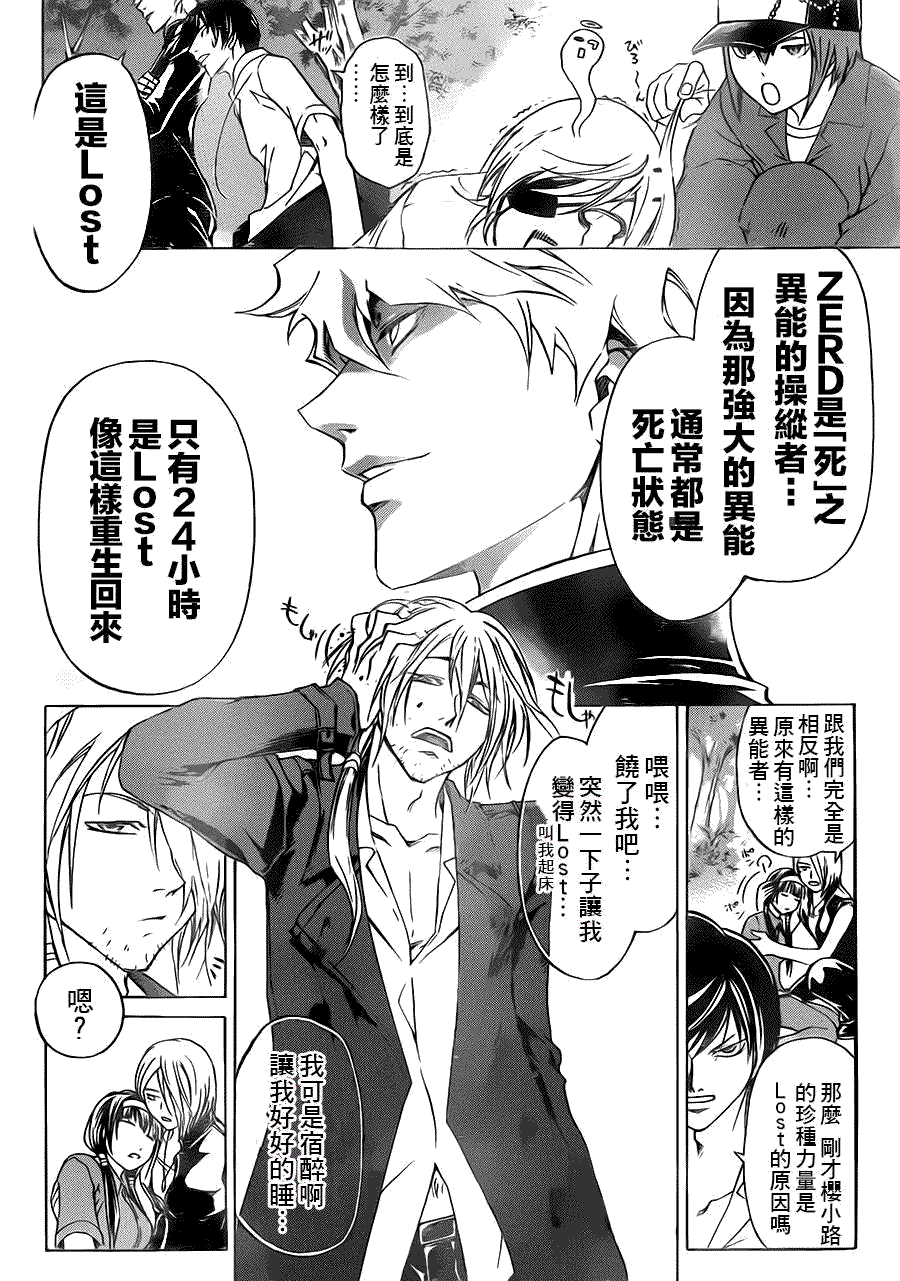 到…到底是
怎麼樣了
……
びろ〜ん
這是Lost
ZERD是「死」之
異能的操縱者…
因為那強大的異能
通常都是
死亡狀態
只有24小時
是Lost
像這樣重生回來
跟我們完全是
相反啊…
原來有這樣的
異能者…
那麼 剛才櫻小路
的珍種力量是
Lost的原因嗎
喂喂…
饒了我吧…
突然一下子讓我
變得Lost…
叫我起床
我可是宿醉啊
讓我好好的睡…
嗯?